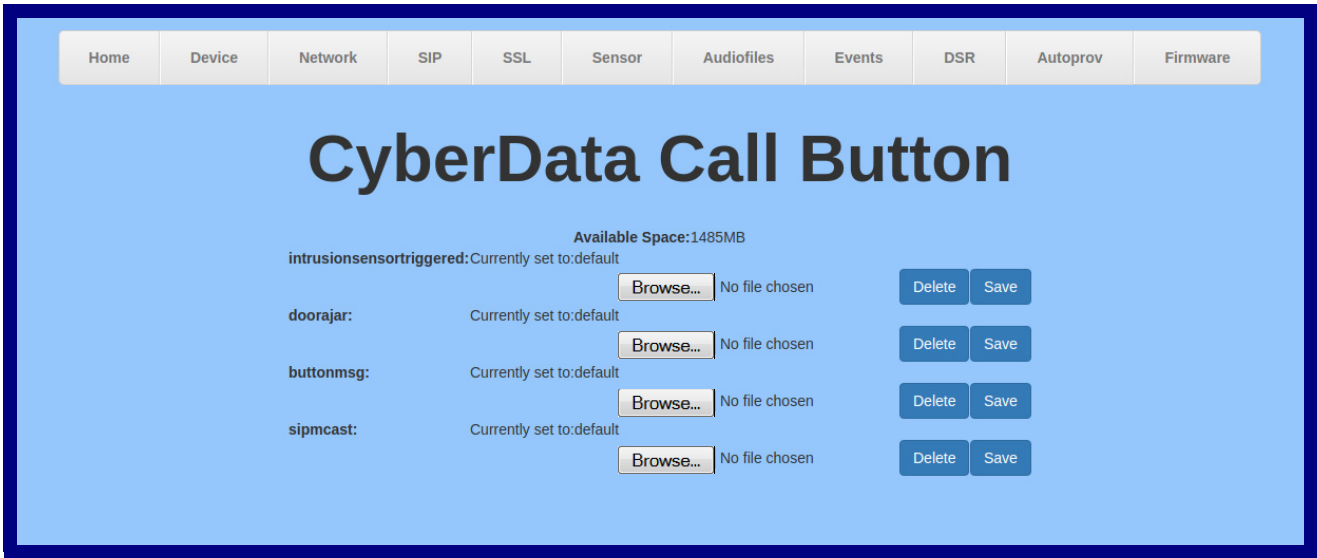 Home Device Network SIP SSL Sensor Audiofiles Events DSR Autoprov Firmware
CyberData Call Button
Available Space:1485MB
intrusionsensortriggered:Currently set to:default
Browse... No file chosen Delete Save
doorajar: Currently set to:default
Browse... No file chosen Delete Save
buttonmsg: Currently set to:default
Browse... No file chosen Delete Save
sipmcast: Currently set to:default
Browse... No file chosen Delete Save